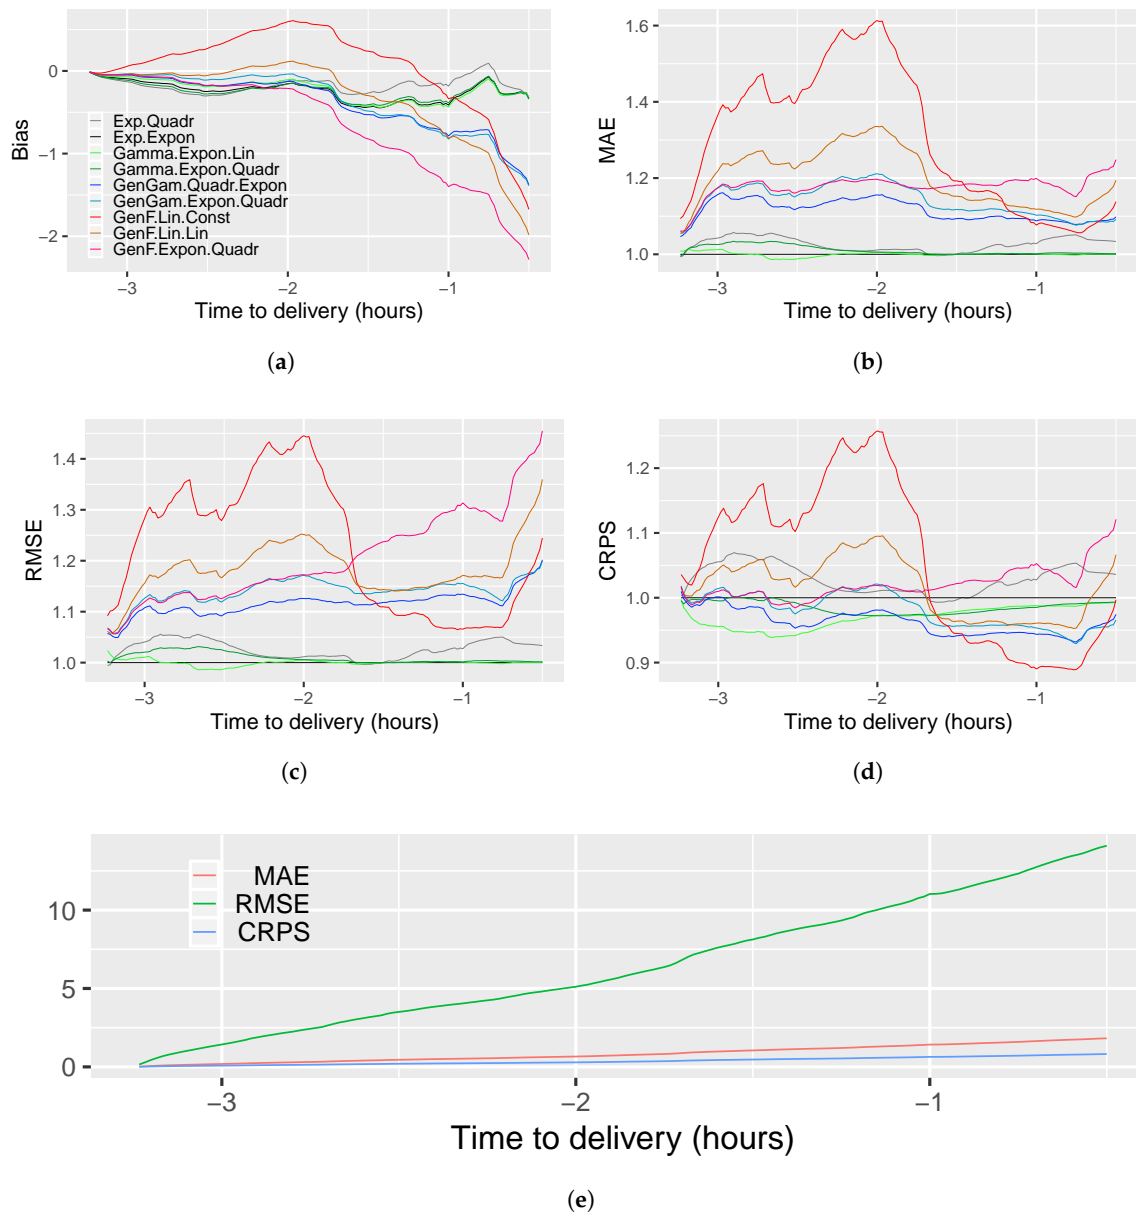 0
−1
−2
Bias
Exp.Quadr
Exp.Expon
Gamma.Expon.Lin
Gamma.Expon.Quadr
GenGam.Quadr.Expon
GenGam.Expon.Quadr
GenF.Lin.Const
GenF.Lin.Lin
GenF.Expon.Quadr
−3 −2 −1
Time to delivery (hours)
(a)
1.6
1.4
1.2
1.0
MAE
−3 −2 −1
Time to delivery (hours)
(b)
1.4
1.3
1.2
1.1
1.0
RMSE
−3 −2 −1
Time to delivery (hours)
(c)
1.2
1.1
1.0
0.9
CRPS
−3 −2 −1
Time to delivery (hours)
(d)
10
5
0
MAE
RMSE
CRPS
−3 −2 −1
Time to delivery (hours)
(e)